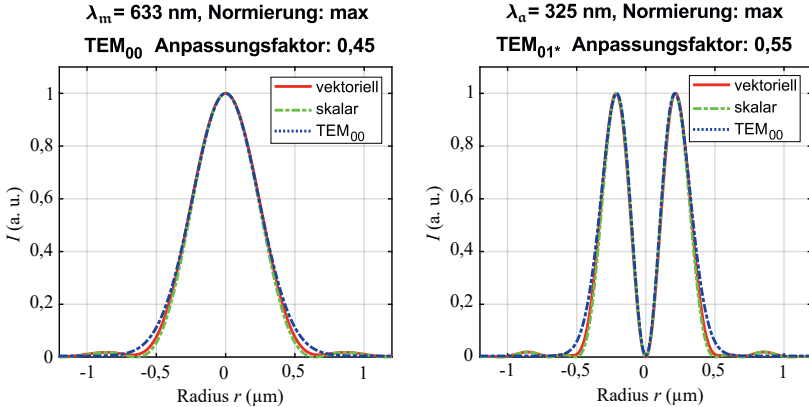 λm = 633 nm, Normierung: max
TEM00 Anpassungsfaktor: 0,45
1
0,8
0,6
0,4
0,2
0
I (a. u.)
vektoriell
skalar
TEM00
-1
-0,5
0
0,5
1
Radius r (µm)
λa = 325 nm, Normierung: max
TEM01* Anpassungsfaktor: 0,55
1
0,8
0,6
0,4
0,2
0
I (a. u.)
vektoriell
skalar
TEM00
-1
-0,5
0
0,5
1
Radius r (µm)